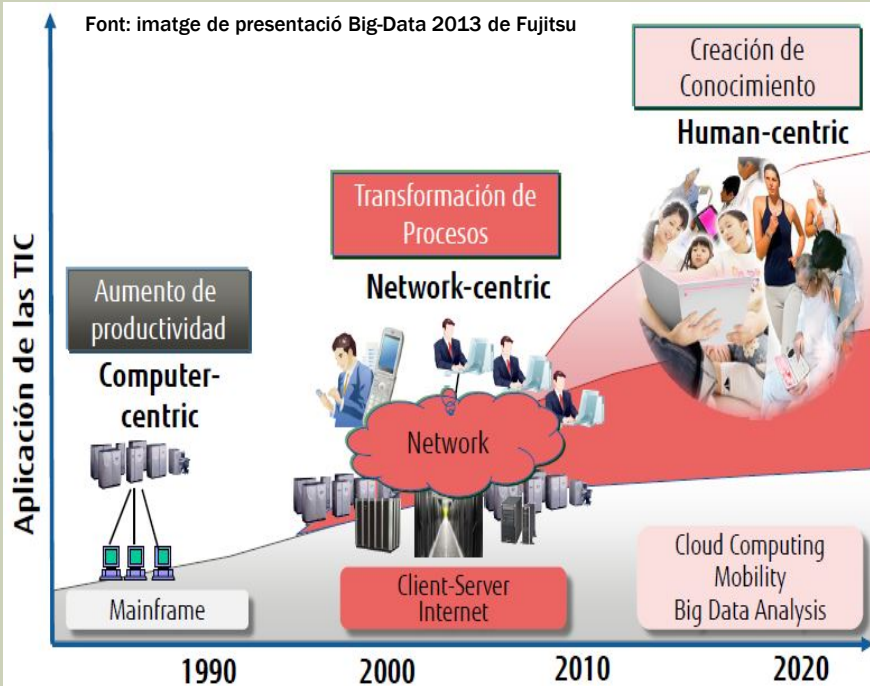 Font: imatge de presentació Big-Data 2013 de Fujitsu
Creación de
Conocimiento
Human-centric
Transformación de
Procesos
Network-centric
Aumento de
productividad
Computer-
centric
Aplicación de las TIC
Network
Mainframe
Client-Server
Internet
Cloud Computing
Mobility
Big Data Analysis
1990 2000 2010 2020